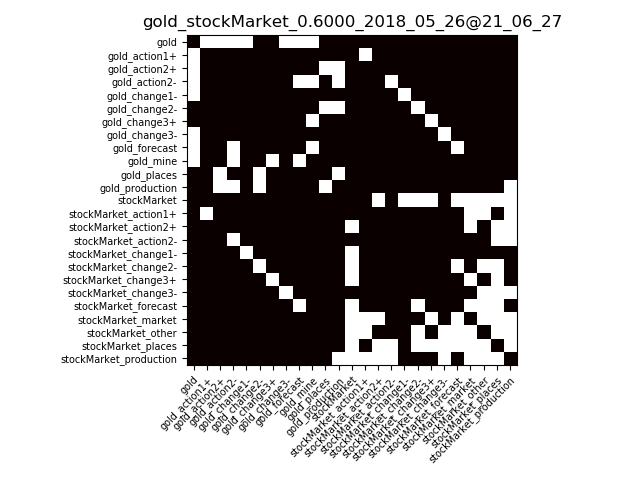 gold_stockMarket_0.6000_2018_05_26@21_06_27
gold
gold_action1+
gold_action2+
gold_action2-
gold_change1-
gold_change2-
gold_change3+
gold_change3-
gold_forecast
gold_mine
gold_places
gold_production
stockMarket
stockMarket_action1+
stockMarket_action2+
stockMarket_action2-
stockMarket_change1-
stockMarket_change2-
stockMarket_change3+
stockMarket_change3-
stockMarket_forecast
stockMarket_market
stockMarket_other
stockMarket_places
stockMarket_production
gold
gold_action1+
gold_action2+
gold_action2-
gold_change1-
gold_change2-
gold_change3+
gold_change3-
gold_forecast
gold_mine
gold_places
gold_production
stockMarket
stockMarket_action1+
stockMarket_action2+
stockMarket_action2-
stockMarket_change1-
stockMarket_change2-
stockMarket_change3+
stockMarket_change3-
stockMarket_forecast
stockMarket_market
stockMarket_other
stockMarket_places
stockMarket_production